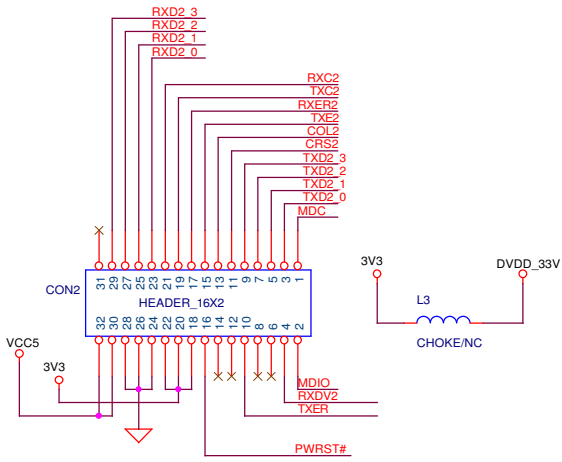 RXD2_3
RXD2_2
RXD2_1
RXD2_0
RXC2
TXC2
RXER2
TXE2
COL2
CRS2
TXD2_3
TXD2_2
TXD2_1
TXD2_0
MDC
31 29 27 25 23 21 19 17 15 13 11 9 7 5 3 1
CON2
HEADER_16X2
32 30 28 26 24 22 20 18 16 14 12 10 8 6 4 2
3V3
DVDD_33V
L3
CHOKE/NC
VCC5
3V3
MDIO
RXDV2
TXER
PWRST#